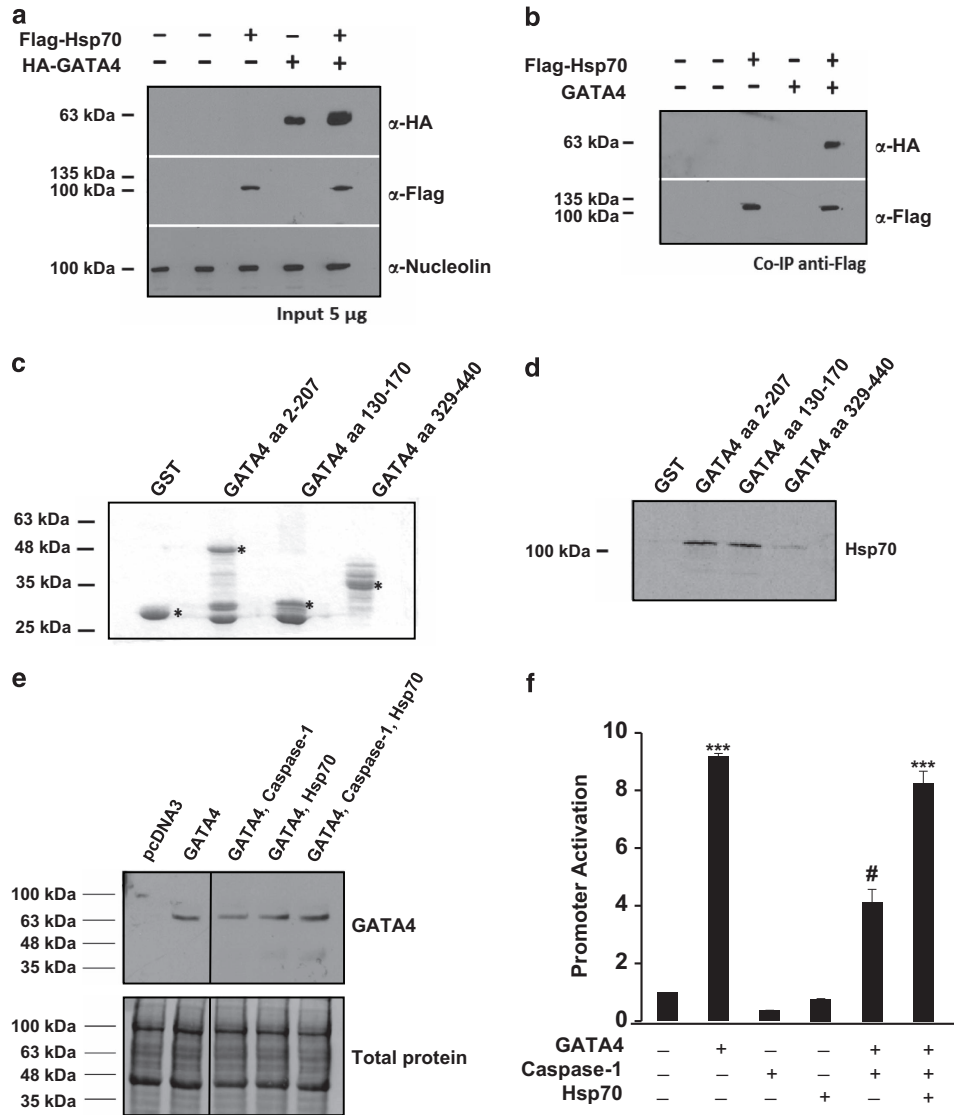 a
Flag-Hsp70 – – + – +
HA-GATA4 – – – + +
63 kDa
α-HA
135 kDa
100 kDa
α-Flag
100 kDa
α-Nucleolin
Input 5 µg
b
Flag-Hsp70 – – + – +
GATA4 – – – + +
63 kDa
α-HA
135 kDa
100 kDa
α-Flag
Co-IP anti-Flag
c
GST
GATA4 aa 2-207
GATA4 aa 130-170
GATA4 aa 329-440
63 kDa
48 kDa
35 kDa
25 kDa
* * * *
d
GST
GATA4 aa 2-207
GATA4 aa 130-170
GATA4 aa 329-440
100 kDa
Hsp70
e
pcDNA3
GATA4
GATA4, Caspase-1
GATA4, Hsp70
GATA4, Caspase-1, Hsp70
100 kDa
63 kDa
48 kDa
35 kDa
GATA4
100 kDa
63 kDa
48 kDa
35 kDa
Total protein
f
Promoter Activation
10
8
6
4
2
0
***
#
***
GATA4 – + – – + +
Caspase-1 – – + – + +
Hsp70 – – – + – +